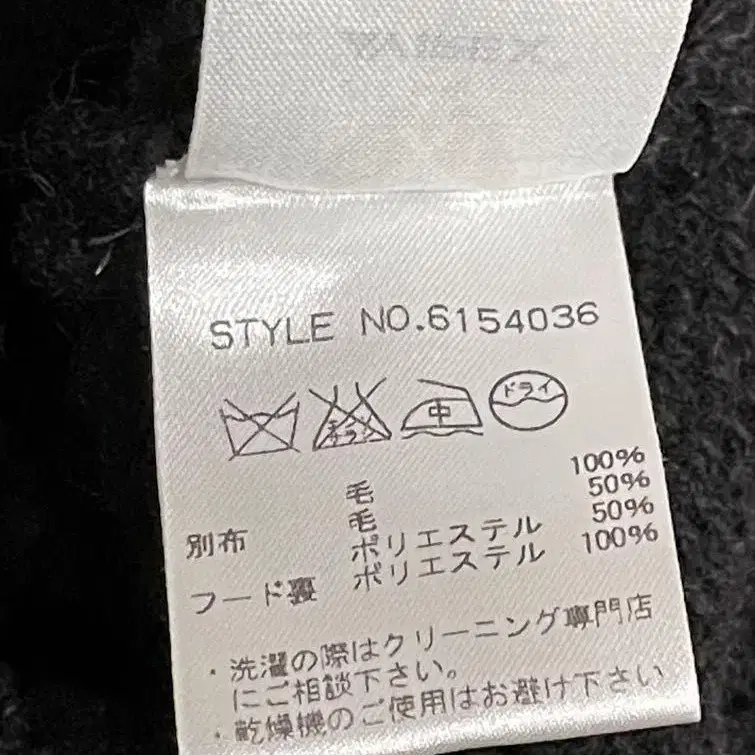 STYLE NO.6154036
中 ドライ
毛 100%
別布 毛 50%
ポリエステル 50%
フード裏 ポリエステル 100%
・洗濯の際はクリーニング専門店
にご相談下さい。
・乾燥機のご使用はお避け下さい